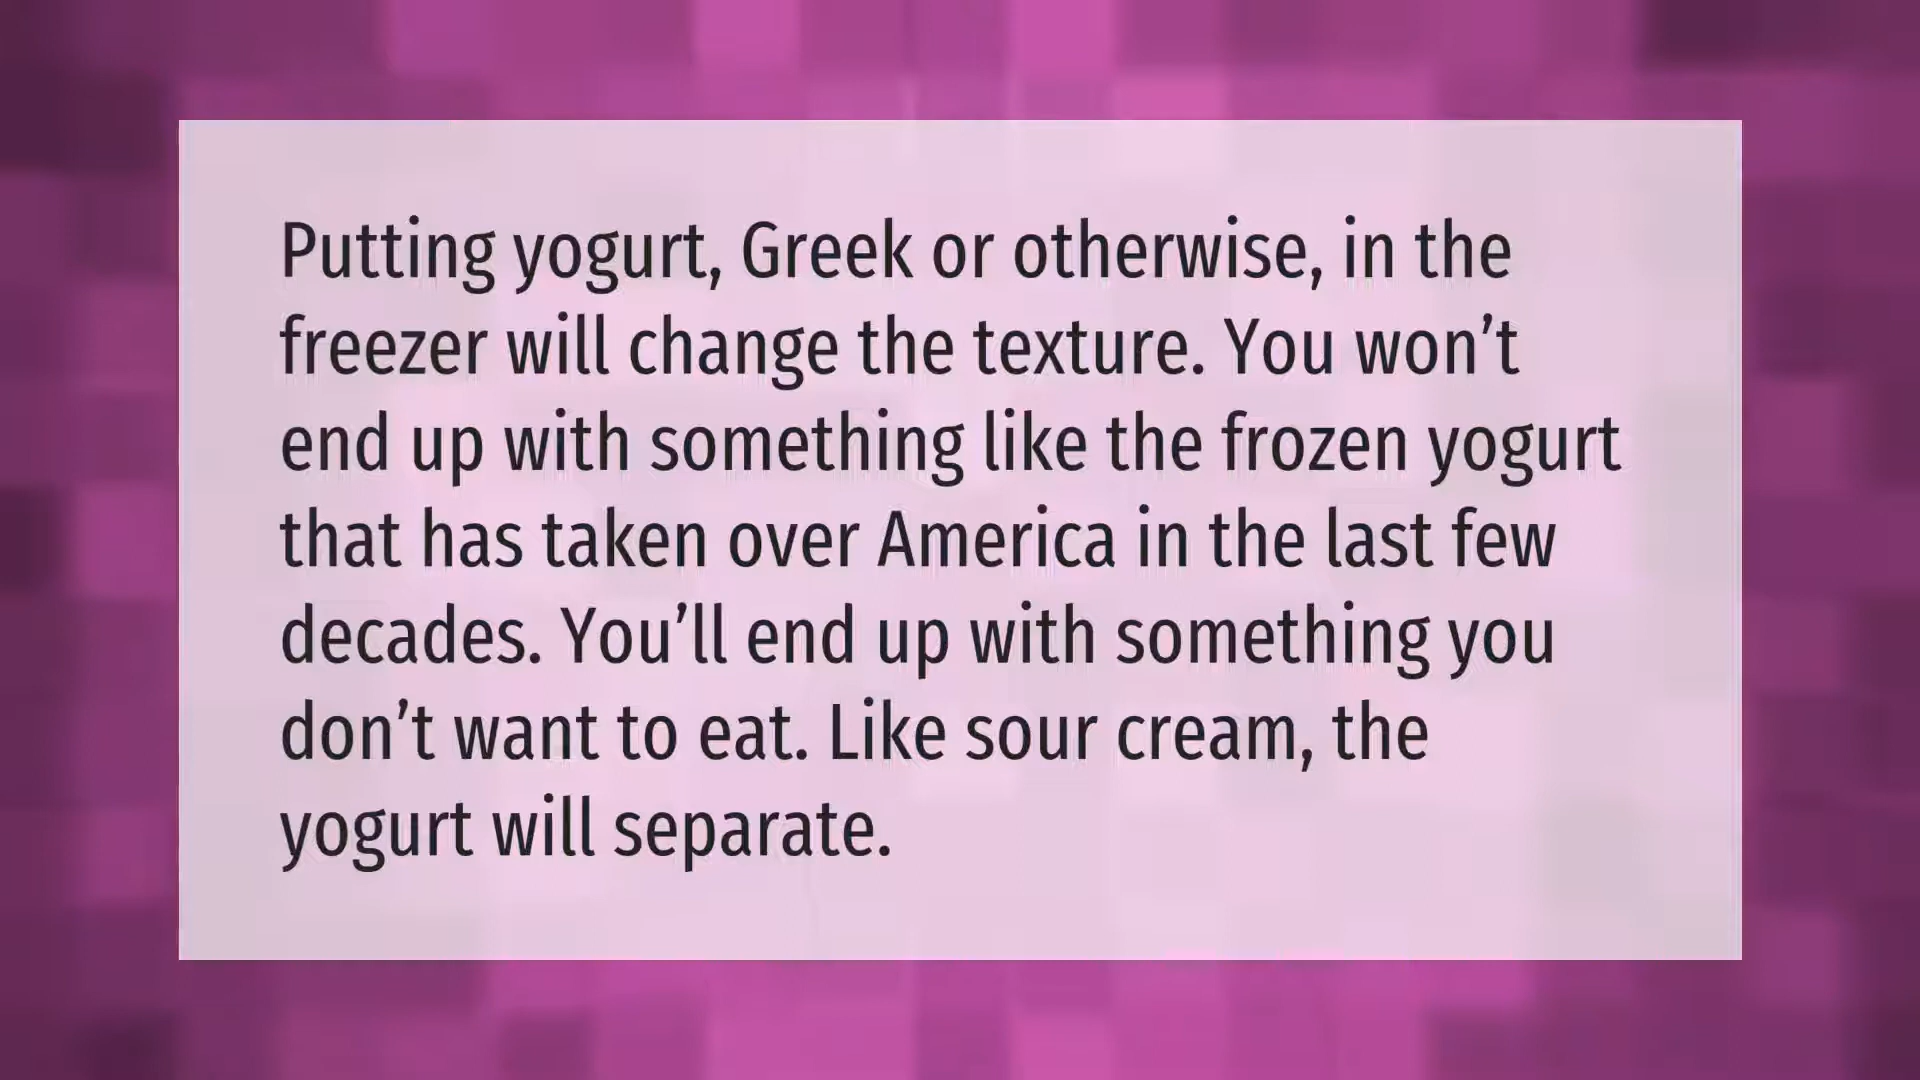 Putting yogurt, Greek or otherwise, in the
freezer will change the texture. You won’t
end up with something like the frozen yogurt
that has taken over America in the last few
decades. You’ll end up with something you
don’t want to eat. Like sour cream, the
yogurt will separate.